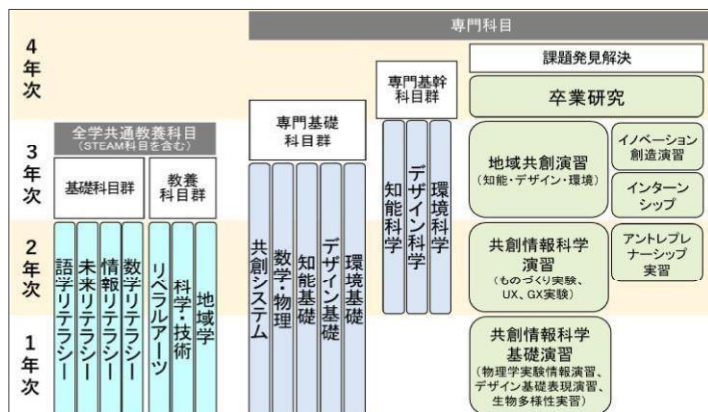 専門科目
4年次
課題発見解決
専門基幹
科目群
卒業研究
専門基礎
科目群
全学共通教養科目
(STEAM科目を含む)
3年次
基礎科目群
教養
科目群
知能科学
デザイン科学
環境科学
地域共創演習
(知能・デザイン・環境)
イノベーション
創造演習
インターン
シップ
2年次
語学リテラシー
未来リテラシー
情報リテラシー
数学リテラシー
リベラルアーツ
科学・技術
地域学
共創システム
数学・物理
知能基礎
デザイン基礎
環境基礎
共創情報科学
演習
(ものづくり実験、
UX、GX実験)
アントレプレ
ナーシップ
実習
1年次
共創情報科学
基礎演習
(物理学実験情報演習、
デザイン基礎表現演習、
生物多様性実習)